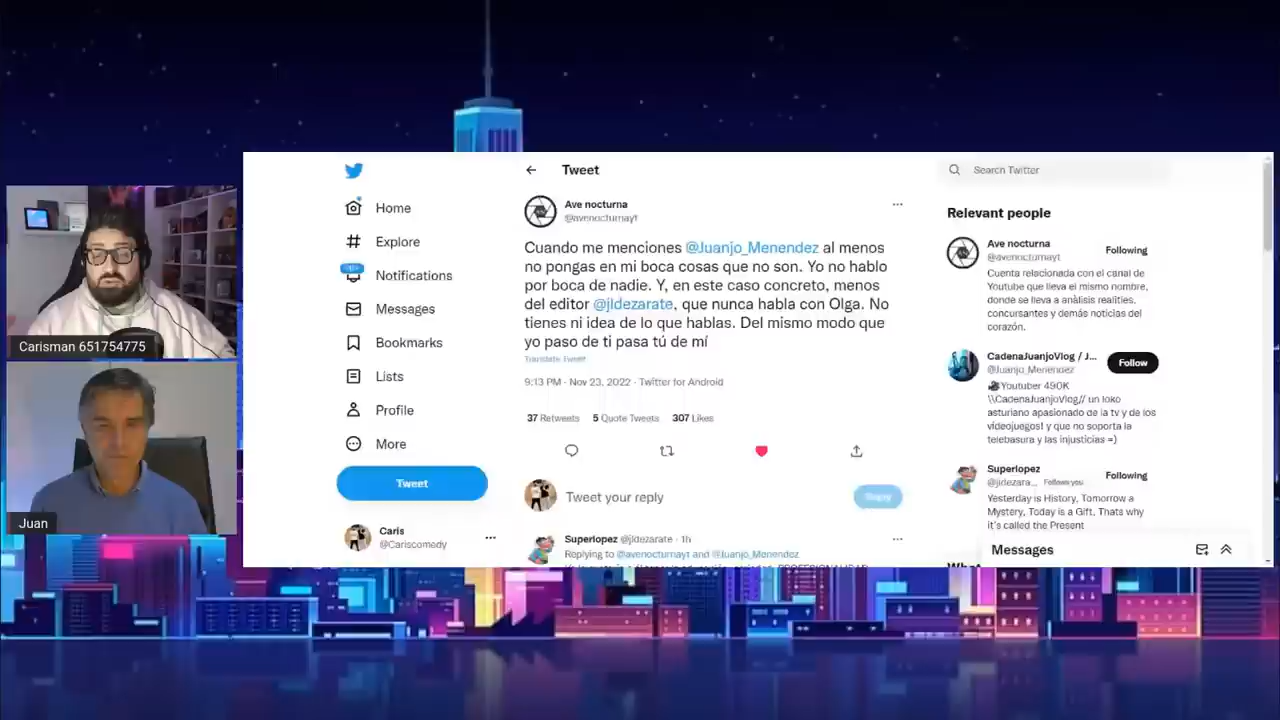 Tweet
Search Twitter
Home
Explore
Notifications
Messages
Bookmarks
Lists
Profile
More
Tweet
Caris
@Cariscomedy
Ave nocturna
@avenocturnayt
Cuando me menciones @Juanjo_Menendez al menos
no pongas en mi boca cosas que no son. Yo no hablo
por boca de nadie. Y, en este caso concreto, menos
del editor @jldezarate, que nunca habla con Olga. No
tienes ni idea de lo que hablas. Del mismo modo que
yo paso de ti pasa tú de mí
Translate Tweet
9:13 PM · Nov 23, 2022 · Twitter for Android
37 Retweets 5 Quote Tweets 307 Likes
Tweet your reply
Reply
Superlopez @jldezarate · 1h
Replying to @avenocturnayt and @Juanjo_Menendez
Relevant people
Ave nocturna
@avenocturnayt
Following
Cuenta relacionada con el canal de
Youtube que lleva el mismo nombre,
donde se lleva a análisis realities,
concursantes y demás noticias del
corazón.
CadenaJuanjoVlog / J...
@Juanjo_Menendez
Follow
Youtuber 490K
\\CadenaJuanjoVlog// un loko
asturiano apasionado de la tv y de los
videojuegos! y que no soporta la
telebasura y las injusticias =)
Superlopez
@jldezara... Follows you
Following
Yesterday is History, Tomorrow a
Mystery, Today is a Gift, Thats why
it's called the Present
Messages
Carisman 651754775
Juan